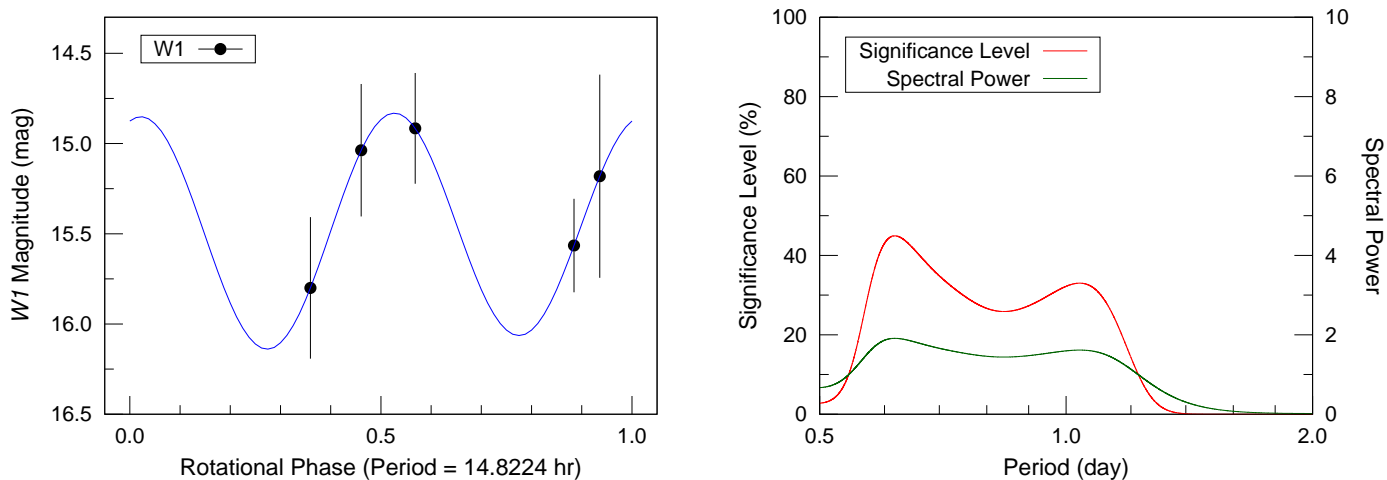 W1
W1 Magnitude (mag)
14.5
15.0
15.5
16.0
16.5
0.0
0.5
1.0
Rotational Phase (Period = 14.8224 hr)
Significance Level
Spectral Power
Significance Level (%)
100
80
60
40
20
0
10
8
6
4
2
0
Spectral Power
0.5
1.0
2.0
Period (day)